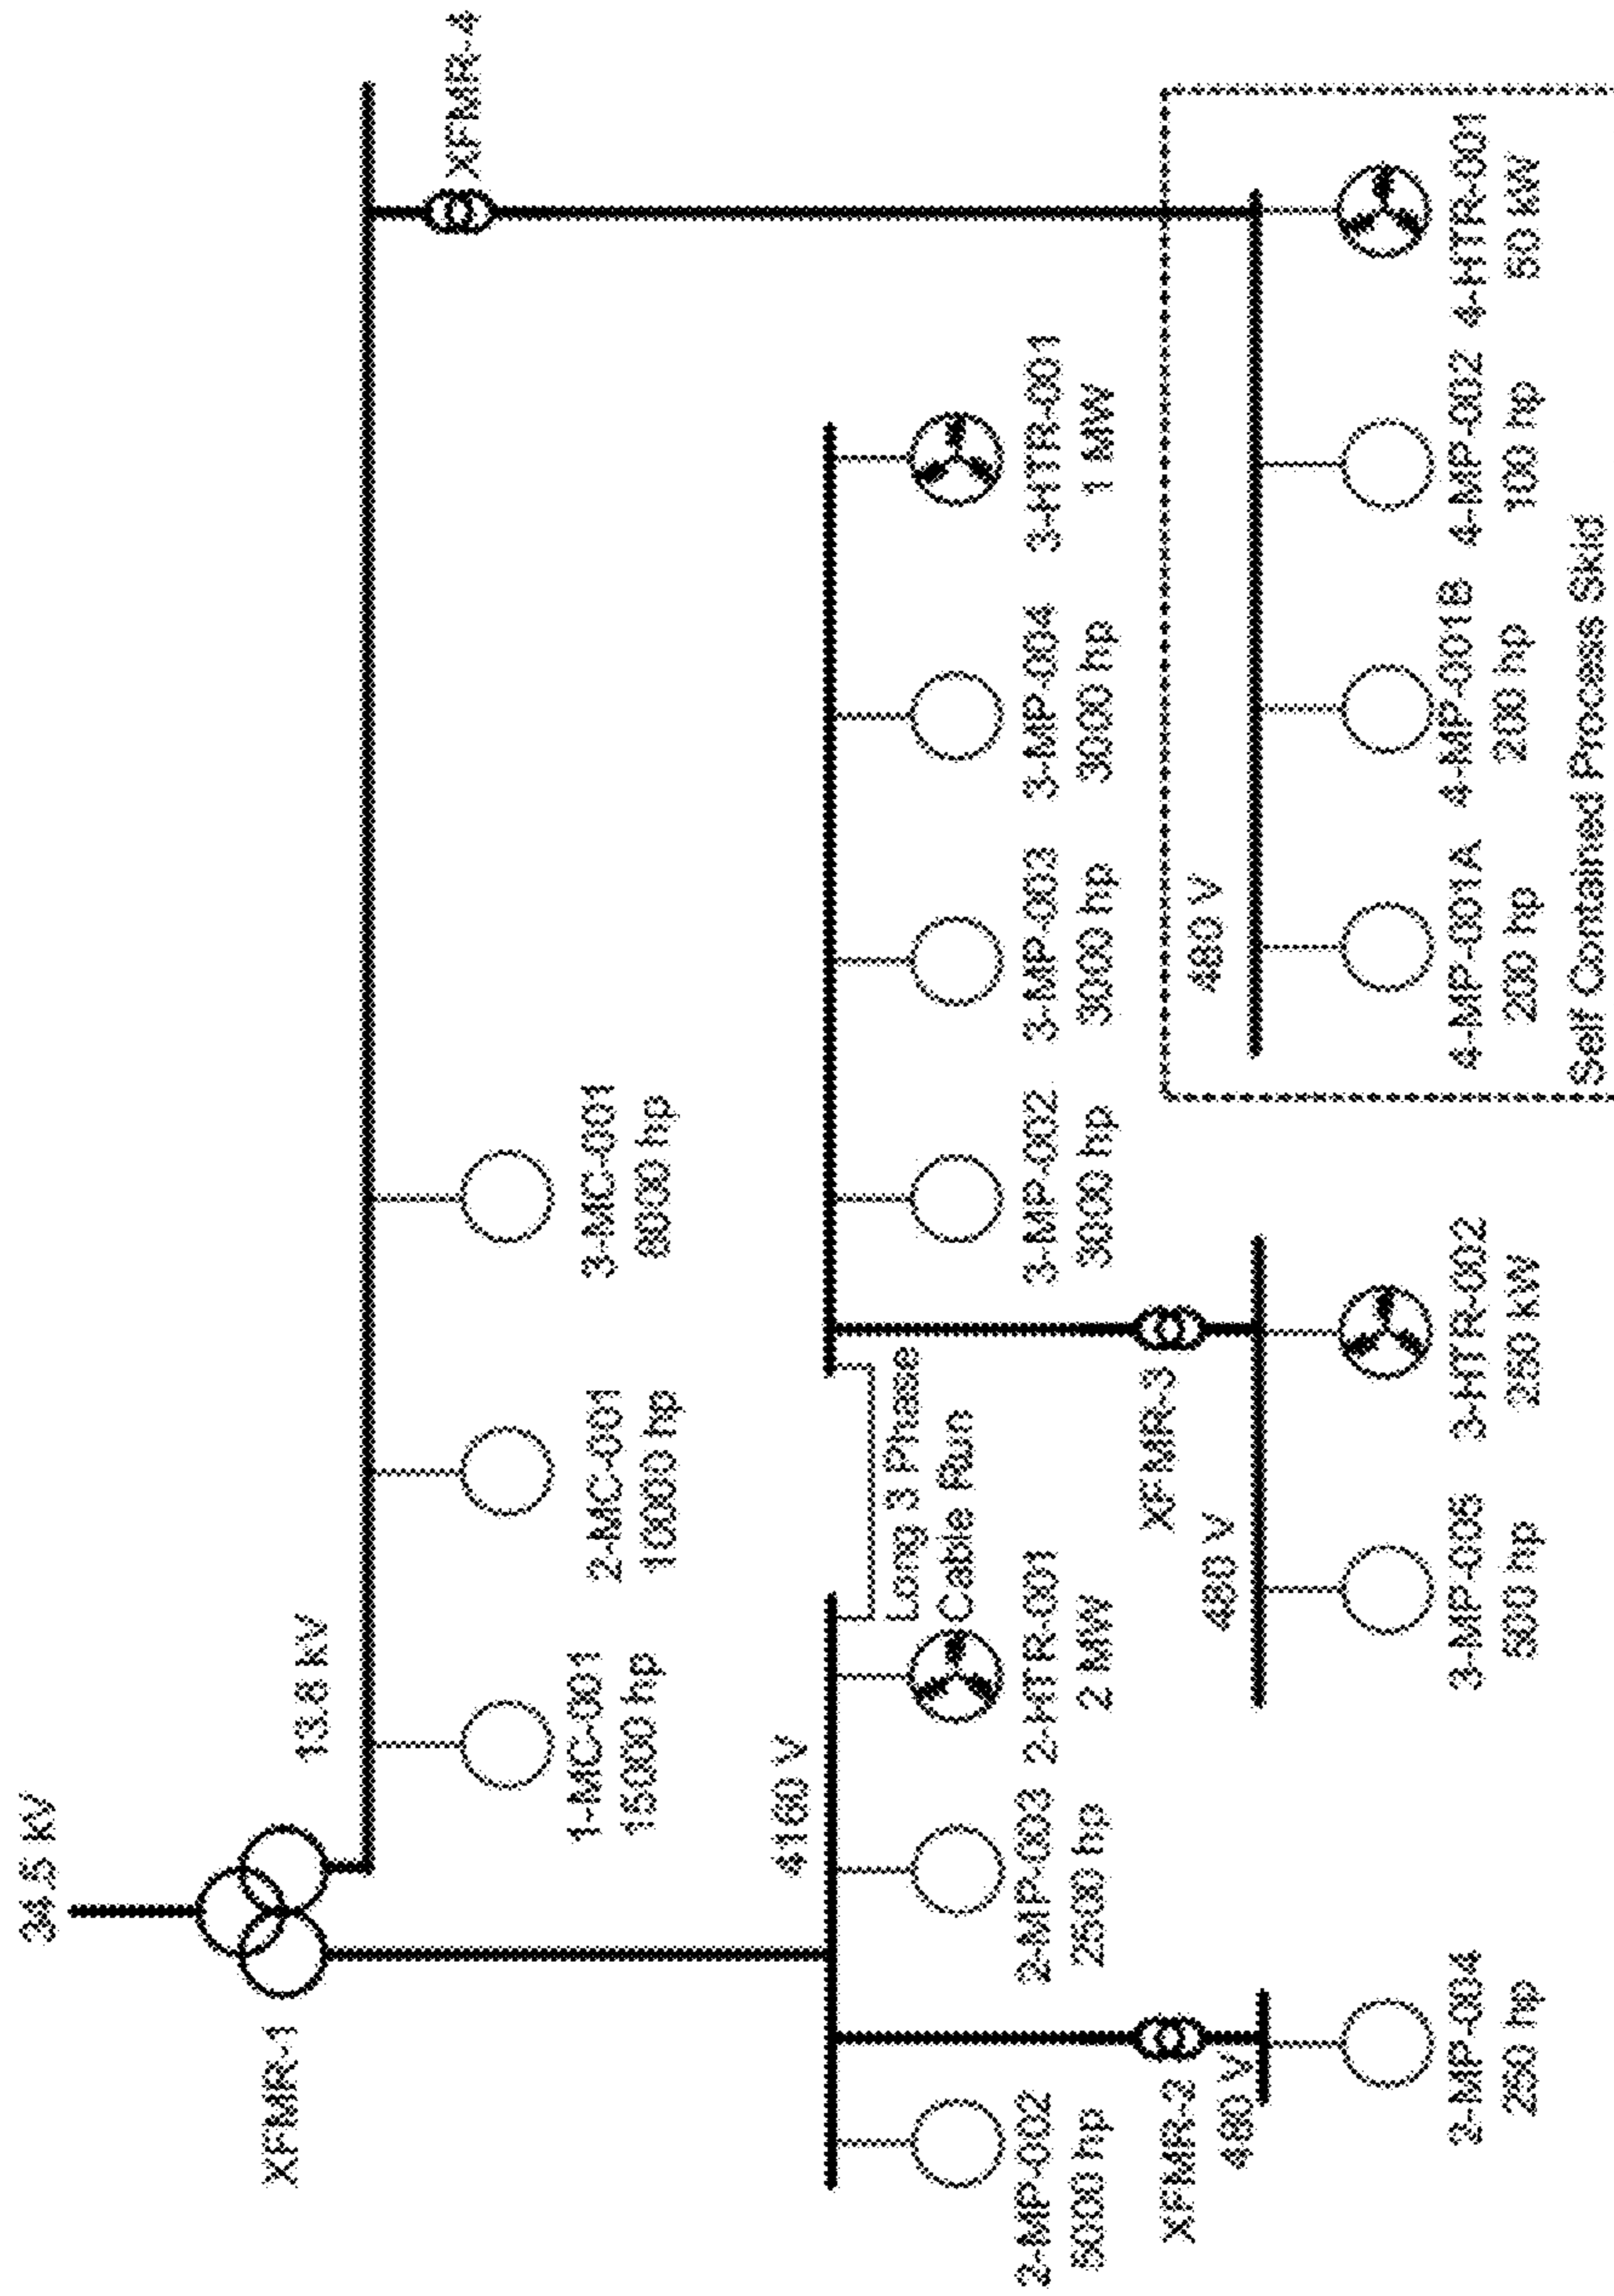 34.5 kV
XFMR-1
13.8 kV
XFMR-4
1-MC-001
15000 hp
2-MC-001
10000 hp
3-MC-001
8000 hp
4160 V
2-MP-002
5000 hp
2-MP-003
2500 hp
2-HTR-001
2 MW
Long 3 Phase
Cable Run
3-MP-002
3000 hp
3-MP-003
3000 hp
3-MP-004
3000 hp
3-HTR-001
1 MW
XFMR-2
480 V
2-MP-004
250 hp
XFMR-3
480 V
500 hp
3-HTR-002
250 kW
480 V
4-MP-001A
200 hp
4-MP-001B
200 hp
4-MP-002
100 hp
4-HTR-001
50 kW
Self Contained Process Skid